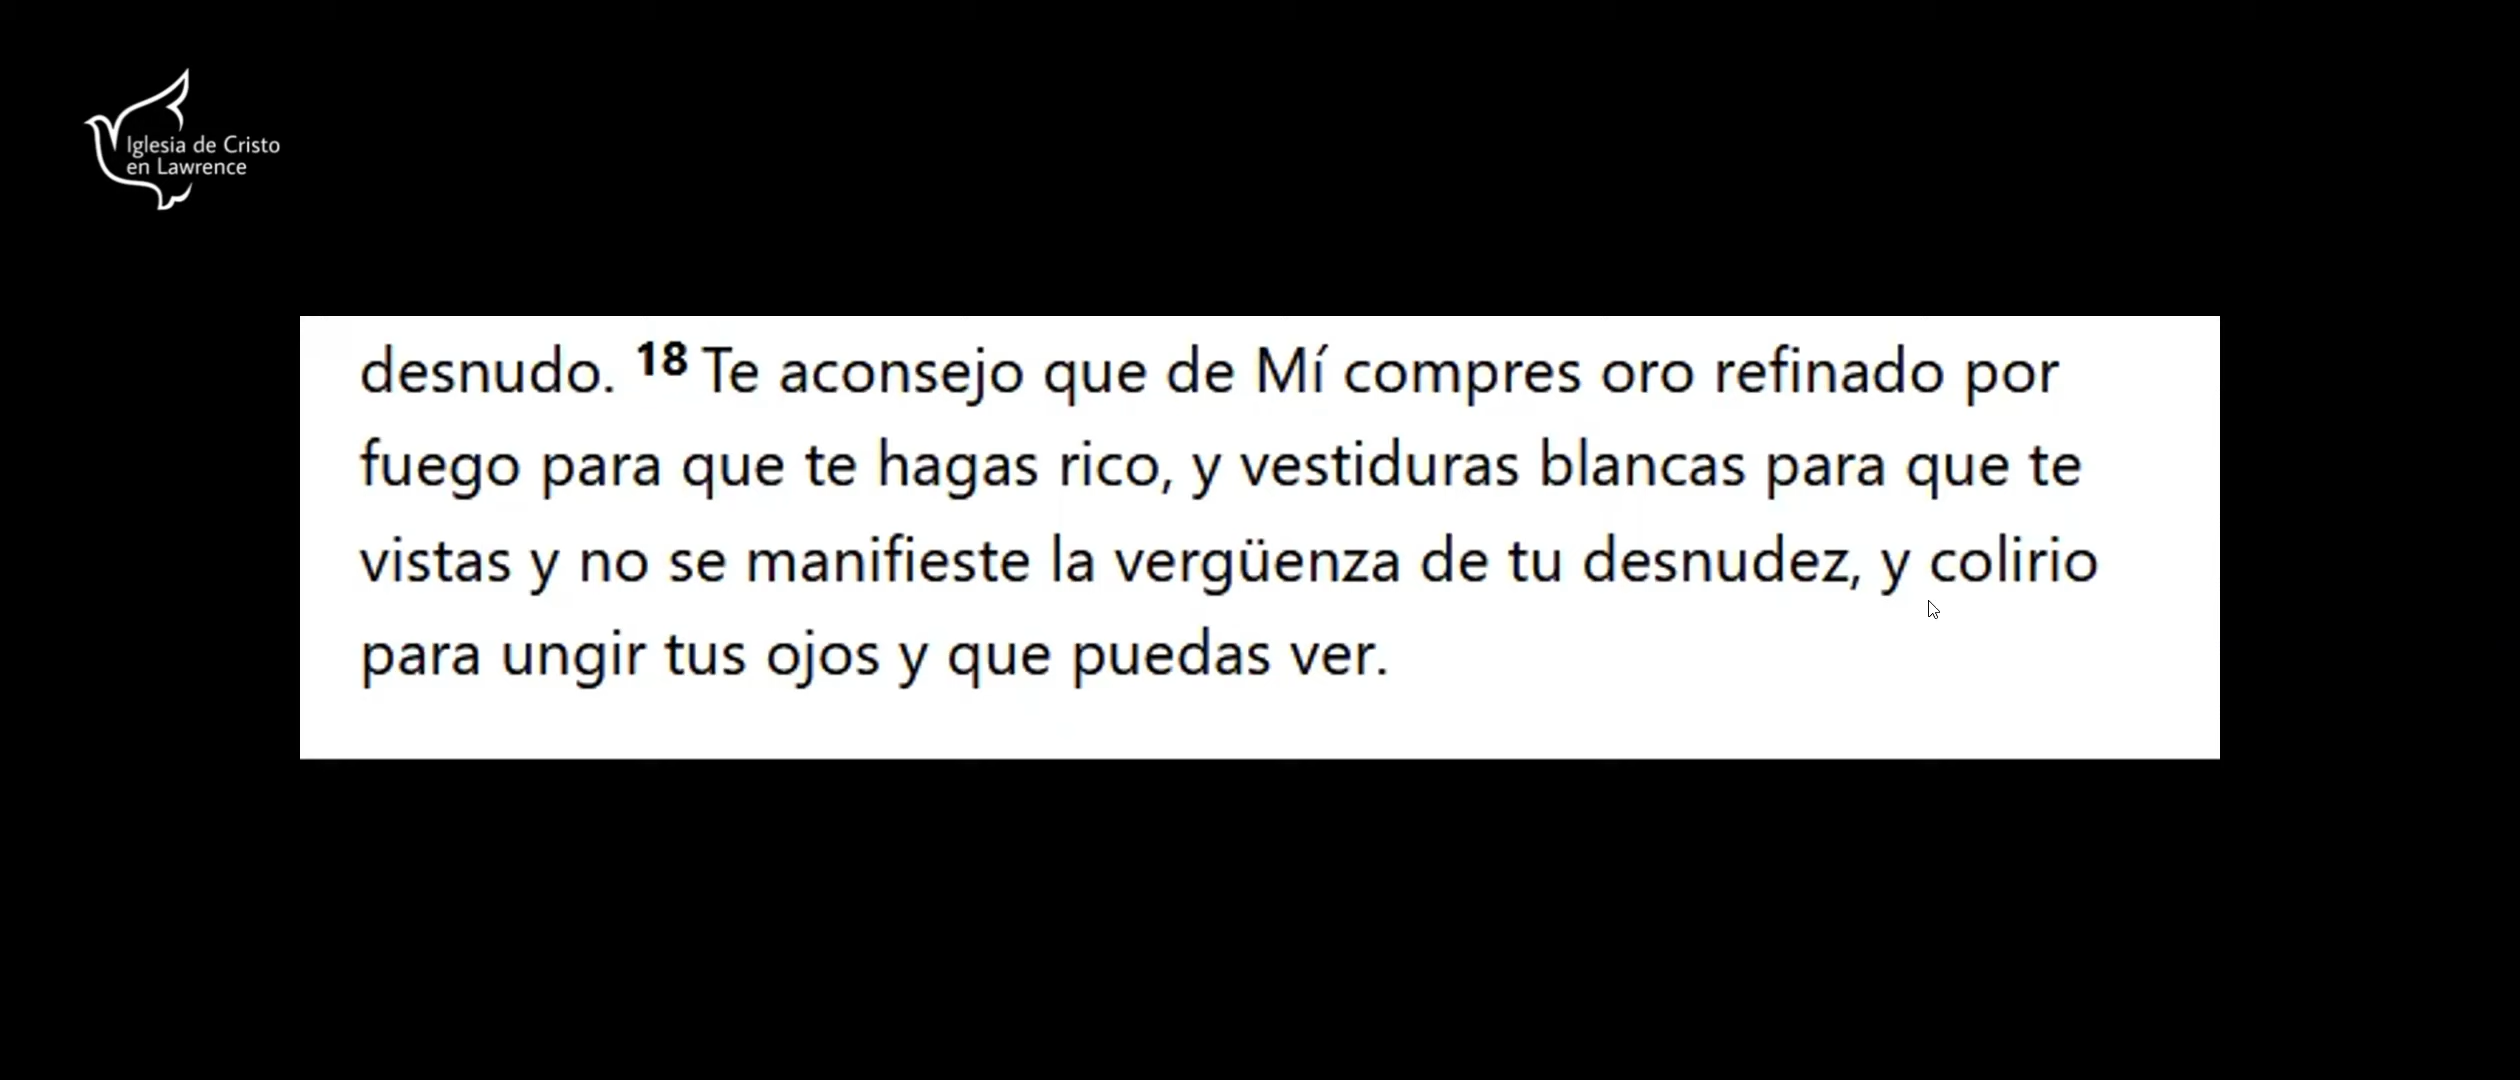 Iglesia de Cristo
en Lawrence
desnudo. 18 Te aconsejo que de Mí compres oro refinado por
fuego para que te hagas rico, y vestiduras blancas para que te
vistas y no se manifieste la vergüenza de tu desnudez, y colirio
para ungir tus ojos y que puedas ver.